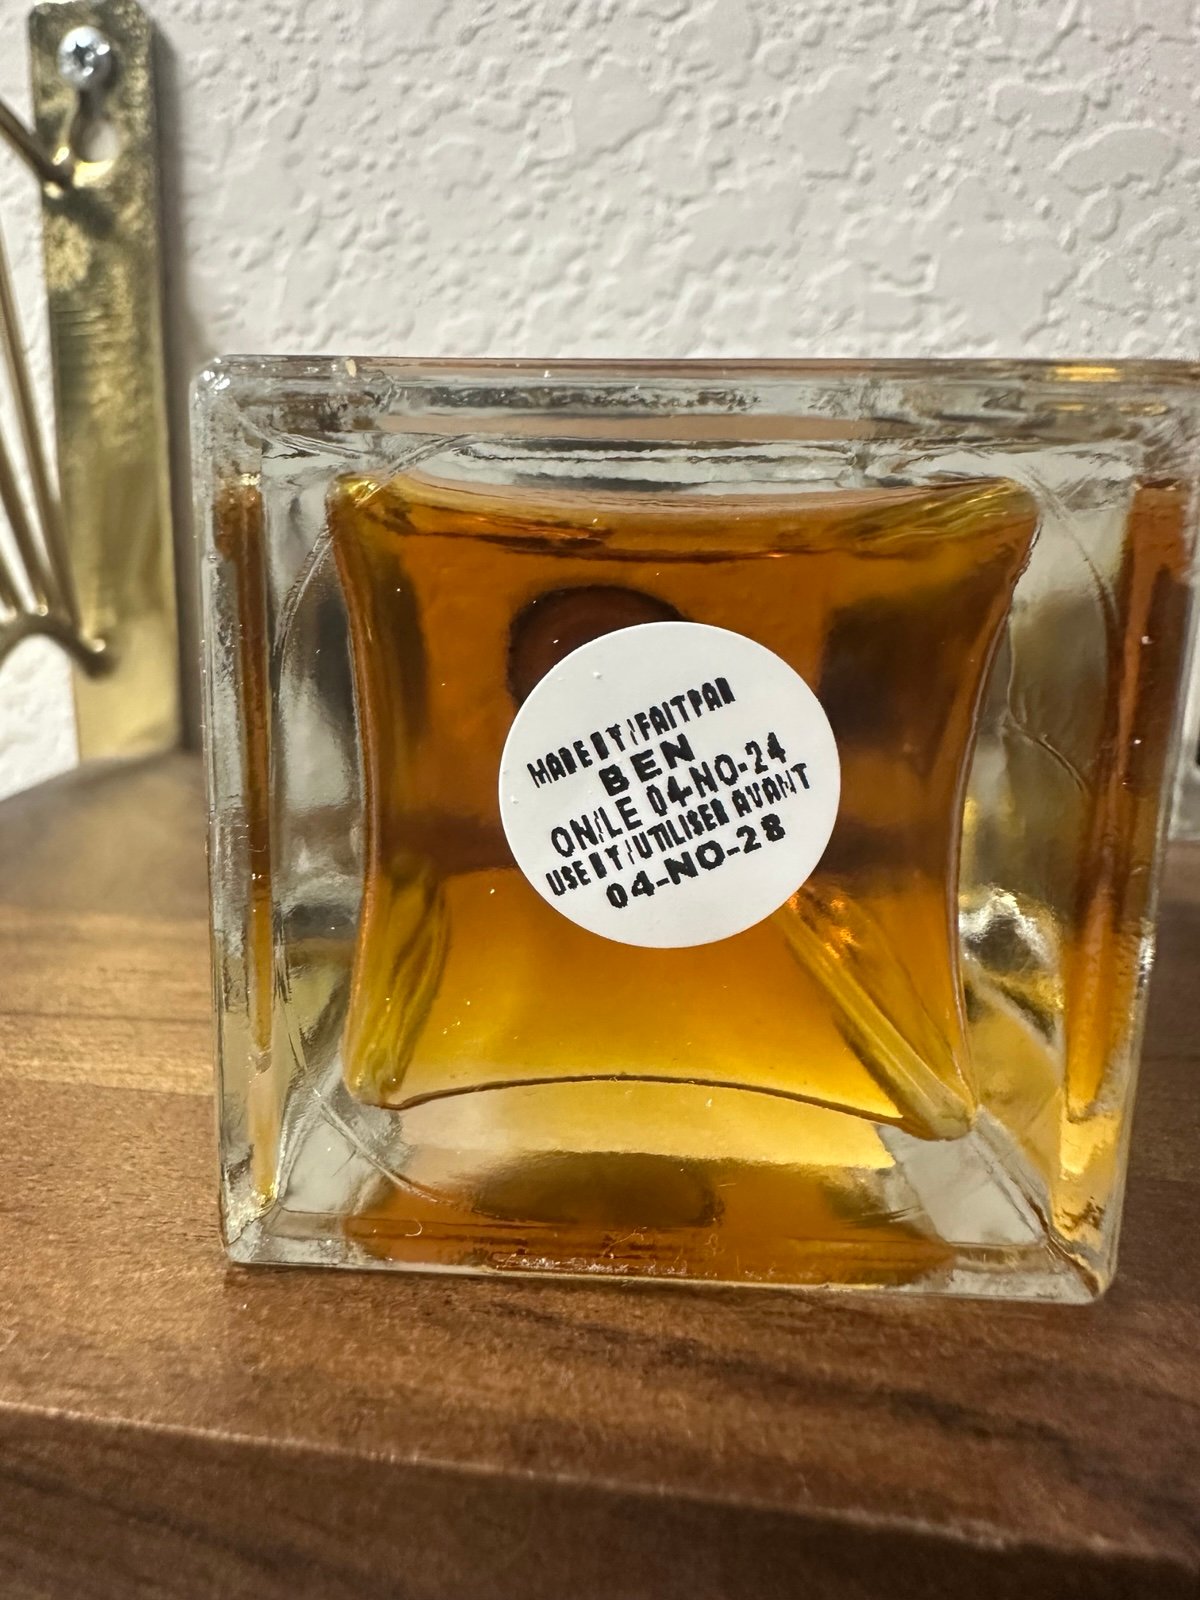 MADE BY/FAIT PAR
BEN
ON/LE 04-NO-24
USE BY/UTILISER AVANT
04-NO-28